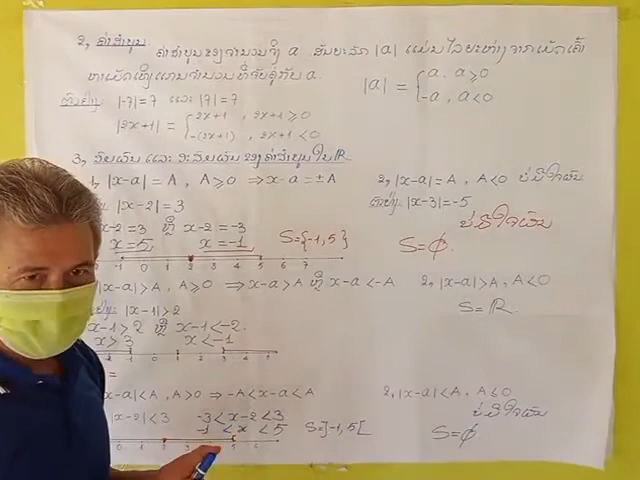 2, ຄ່າສຳບູນ
ຄ່າສຳບູນຂອງຈຳນວນຈິງ a ສັນຍະລັກ |a| ແມ່ນໄລຍະຫ່າງຈາກເມັດເຄົ້າ
ຫາເມັດເທິງແກນຈຳນວນທີ່ຈັບຄູ່ກັບ a.
|a| = { a, a⩾0
-a, a<0
ຕົວຢ່າງ: |-7|=7 ແລະ |7|=7
|2x+1| = { 2x+1, 2x+1⩾0
-(2x+1), 2x+1<0
3, ສົມຜົນ ແລະ ອະສົມຜົນ ຂອງຄ່າສຳບູນໃນ ℝ
1, |x-a|=A, A⩾0 ⇒ x-a=±A
2, |x-a|=A, A<0 ບໍ່ມີໃຈຜົນ
|x-2|=3
ຕົວຢ່າງ: |x-3|=-5
x-2=3 ຫຼື x-2=-3
ບໍ່ມີໃຈຜົນ
x=5, x=-1, S={-1,5}
S=∅.
-1 0 1 2 3 4 5 6 7
|x-a|>A, A⩾0 ⇒ x-a>A ຫຼື x-a<-A
2, |x-a|>A, A<0
|x-1|>2
S=ℝ.
x-1>2 ຫຼື x-1<-2.
x>3 x<-1
|x-a|<A, A>0 ⇒ -A<x-a<A
2, |x-a|<A, A⩽0
|x-2|<3 -3<x-2<3
ບໍ່ມີໃຈຜົນ
-1<x<5 S=]-1,5[
S=∅